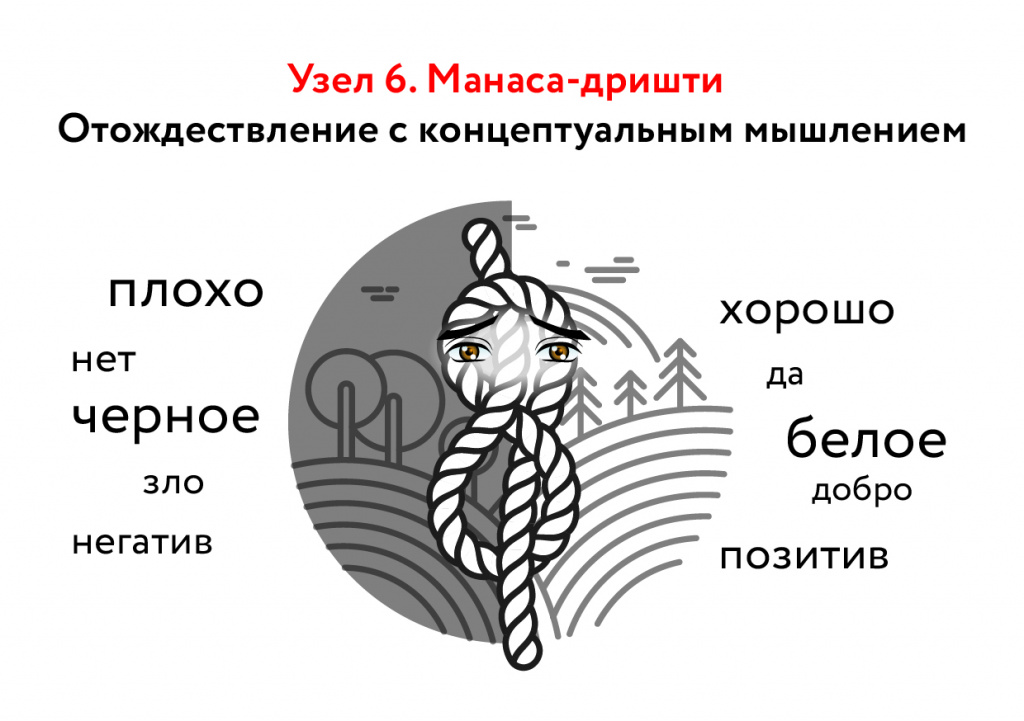 Узел 6. Манаса-дришти
Отождествление с концептуальным мышлением
плохо
нет
черное
зло
негатив
хорошо
да
белое
добро
позитив